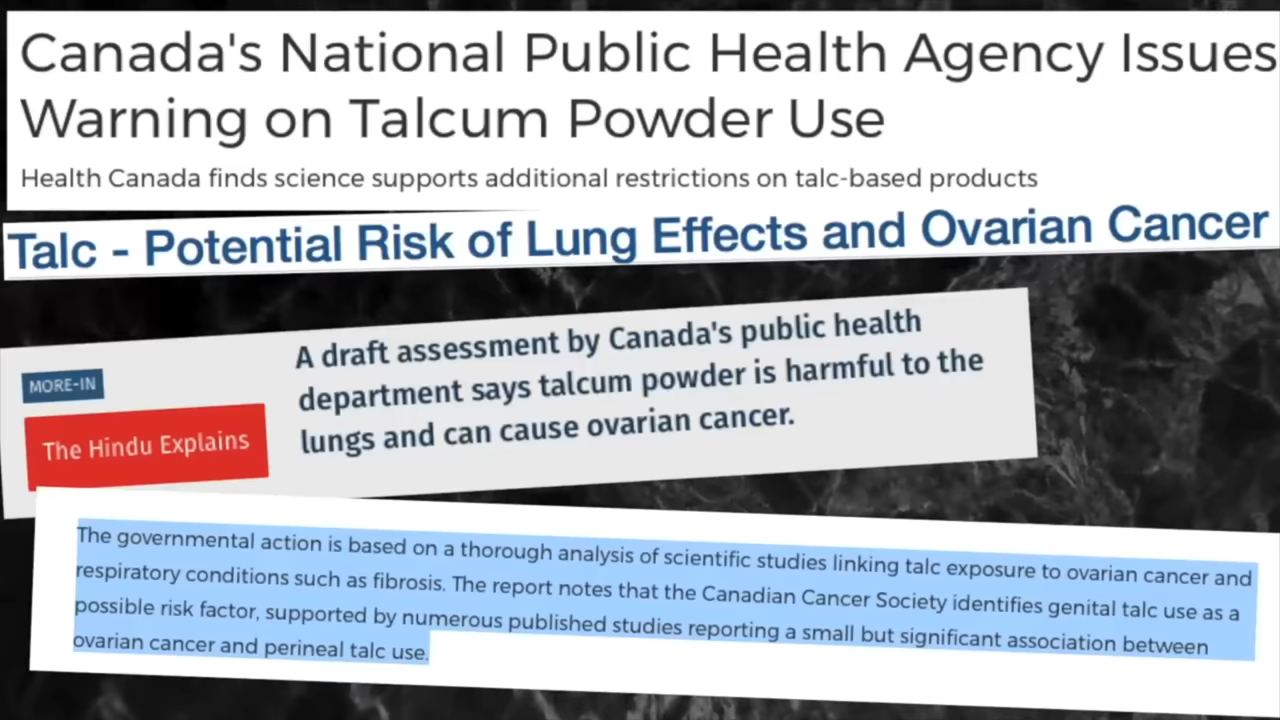 Canada's National Public Health Agency Issues
Warning on Talcum Powder Use
Health Canada finds science supports additional restrictions on talc-based products
Talc - Potential Risk of Lung Effects and Ovarian Cancer
MORE-IN
The Hindu Explains
A draft assessment by Canada's public health
department says talcum powder is harmful to the
lungs and can cause ovarian cancer.
The governmental action is based on a thorough analysis of scientific studies linking talc exposure to ovarian cancer and
respiratory conditions such as fibrosis. The report notes that the Canadian Cancer Society identifies genital talc use as a
possible risk factor, supported by numerous published studies reporting a small but significant association between
ovarian cancer and perineal talc use.